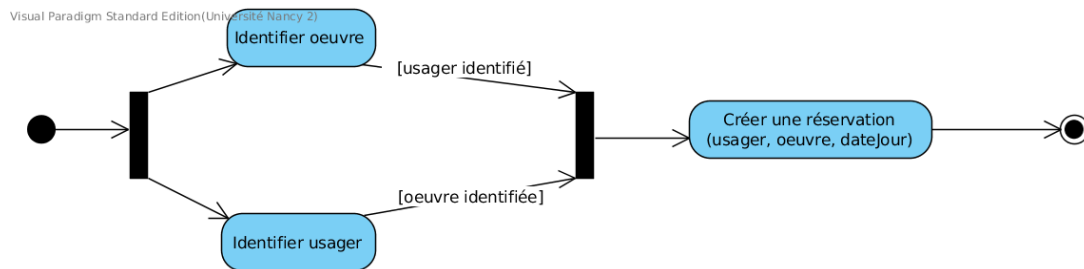 Visual Paradigm Standard Edition(Université Nancy 2)
Identifier oeuvre
[usager identifié]
Créer une réservation
(usager, oeuvre, dateJour)
[oeuvre identifiée]
Identifier usager